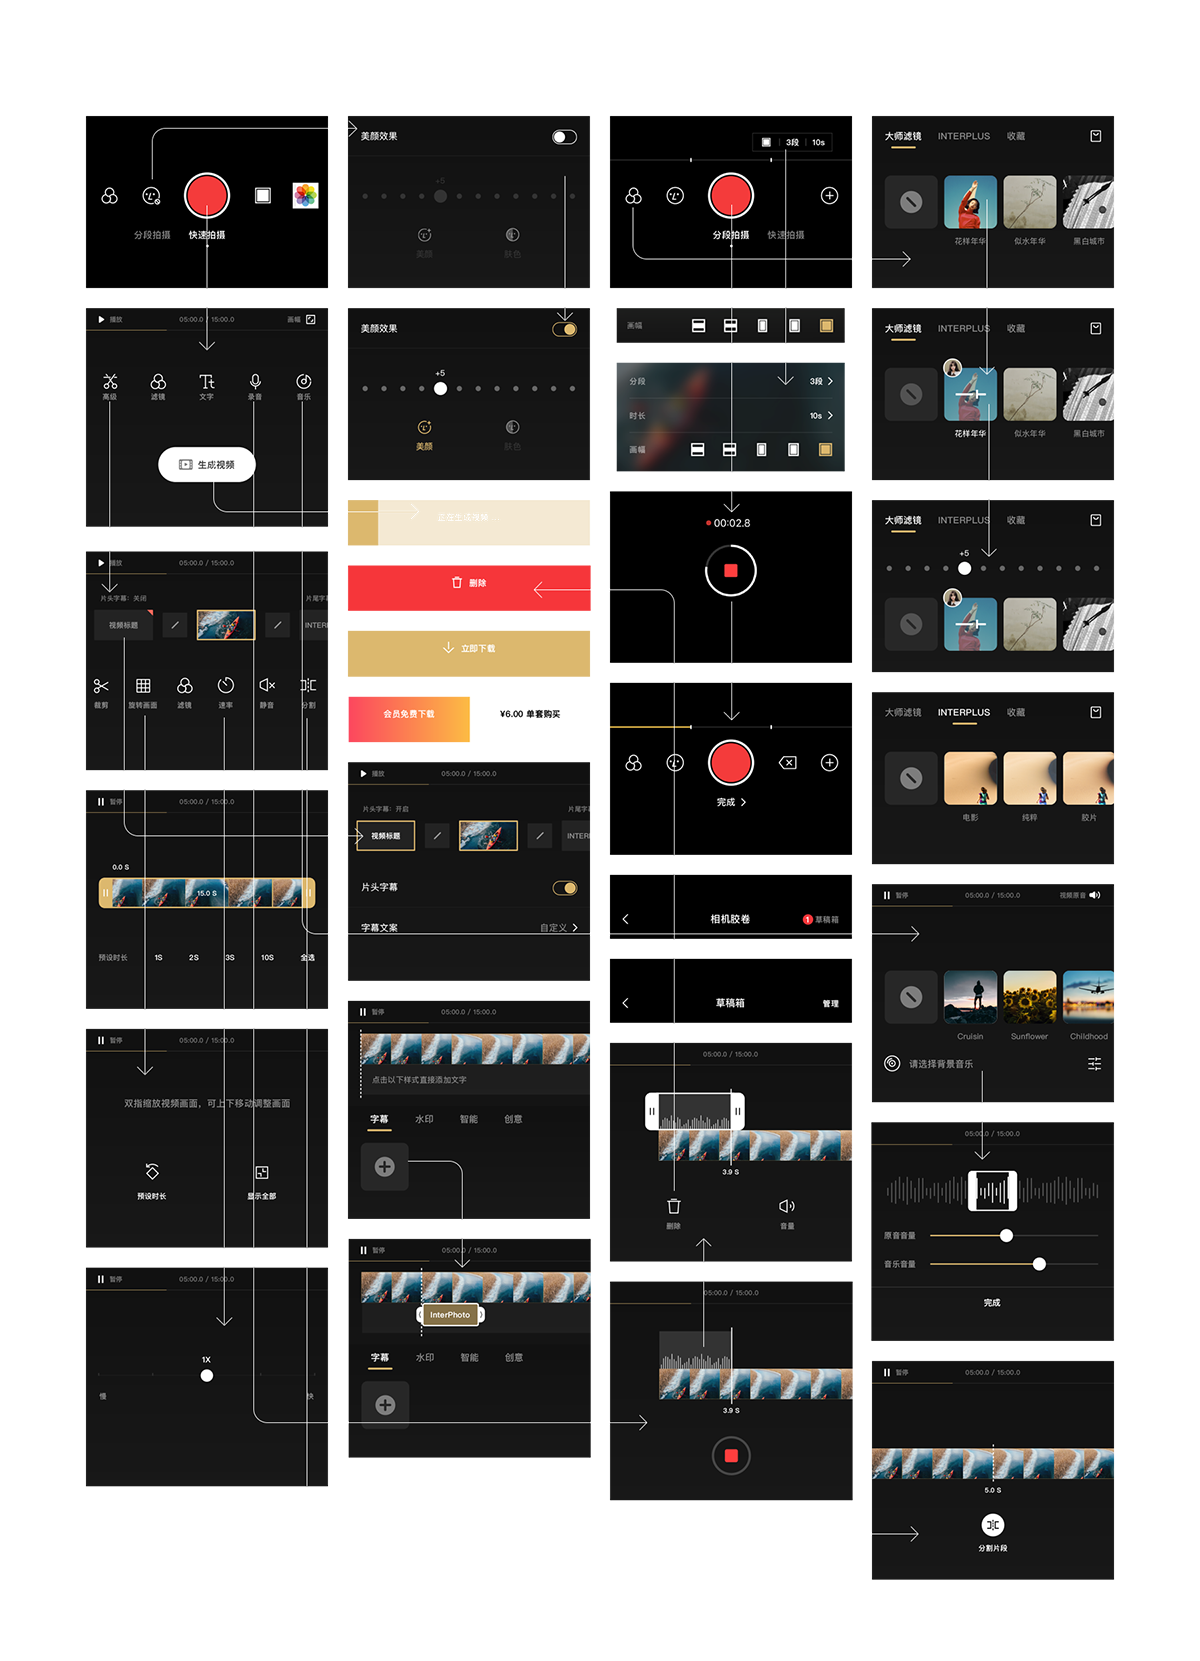 分段拍摄 快速拍摄
播放 05:00.0 / 15:00.0 画幅
高级 滤镜 文字 录音 音乐
生成视频
播放 05:00.0 / 15:00.0
片头字幕：关闭 片尾字
视频标题 INTER
裁剪 旋转画面 滤镜 速率 静音 分割
暂停 05:00.0 / 15:00.0
0.0 S
15.0 S
预设时长 1S 2S 3S 10S 全选
暂停 05:00.0 / 15:00.0
双指缩放视频画面，可上下移动调整画面
预设时长 显示全部
暂停 05:00.0 / 15:00.0
1X
慢 快
美颜效果
+5
美颜 肤色
美颜效果
+5
美颜 肤色
正在生成视频 ...
删除
立即下载
会员免费下载 ¥6.00 单套购买
播放 05:00.0 / 15:00.0
片头字幕：开启 片尾字
视频标题 INTER
片头字幕
字幕文案 自定义
暂停 05:00.0 / 15:00.0
点击以下样式直接添加文字
字幕 水印 智能 创意
暂停 05:00.0 / 15:00.0
InterPhoto
字幕 水印 智能 创意
3段 10s
分段拍摄 快速拍摄
画幅
分段 3段
时长 10s
画幅
00:02.8
完成
相机胶卷 1 草稿箱
草稿箱 管理
05:00.0 / 15:00.0
3.9 S
删除 音量
05:00.0 / 15:00.0
3.9 S
大师滤镜 INTERPLUS 收藏
花样年华 似水年华 黑白城市
大师滤镜 INTERPLUS 收藏
花样年华 似水年华 黑白城市
大师滤镜 INTERPLUS 收藏
+5
大师滤镜 INTERPLUS 收藏
电影 纯粹 胶片
暂停 05:00.0 / 15:00.0 视频原音
Cruisin Sunflower Childhood
请选择背景音乐
05:00.0 / 15:00.0
原音音量
音乐音量
完成
暂停 05:00.0 / 15:00.0
5.0 S
分割片段